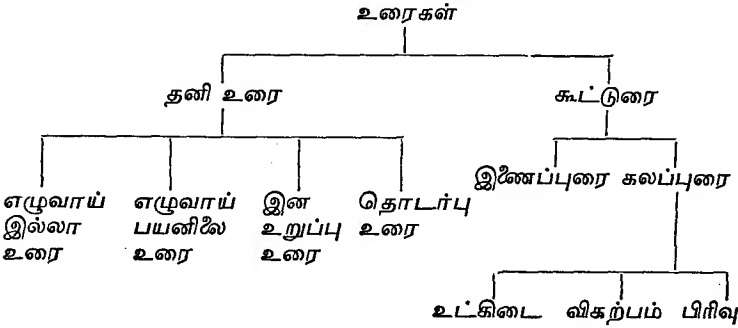 உரைகள்
தனி உரை கூட்டுரை
இணைப்புரை கலப்புரை
எழுவாய் எழுவாய் இன தொடர்பு
இல்லா பயனிலை உறுப்பு உரை
உரை உரை உரை
உட்கிடை விகற்பம் பிரிவு